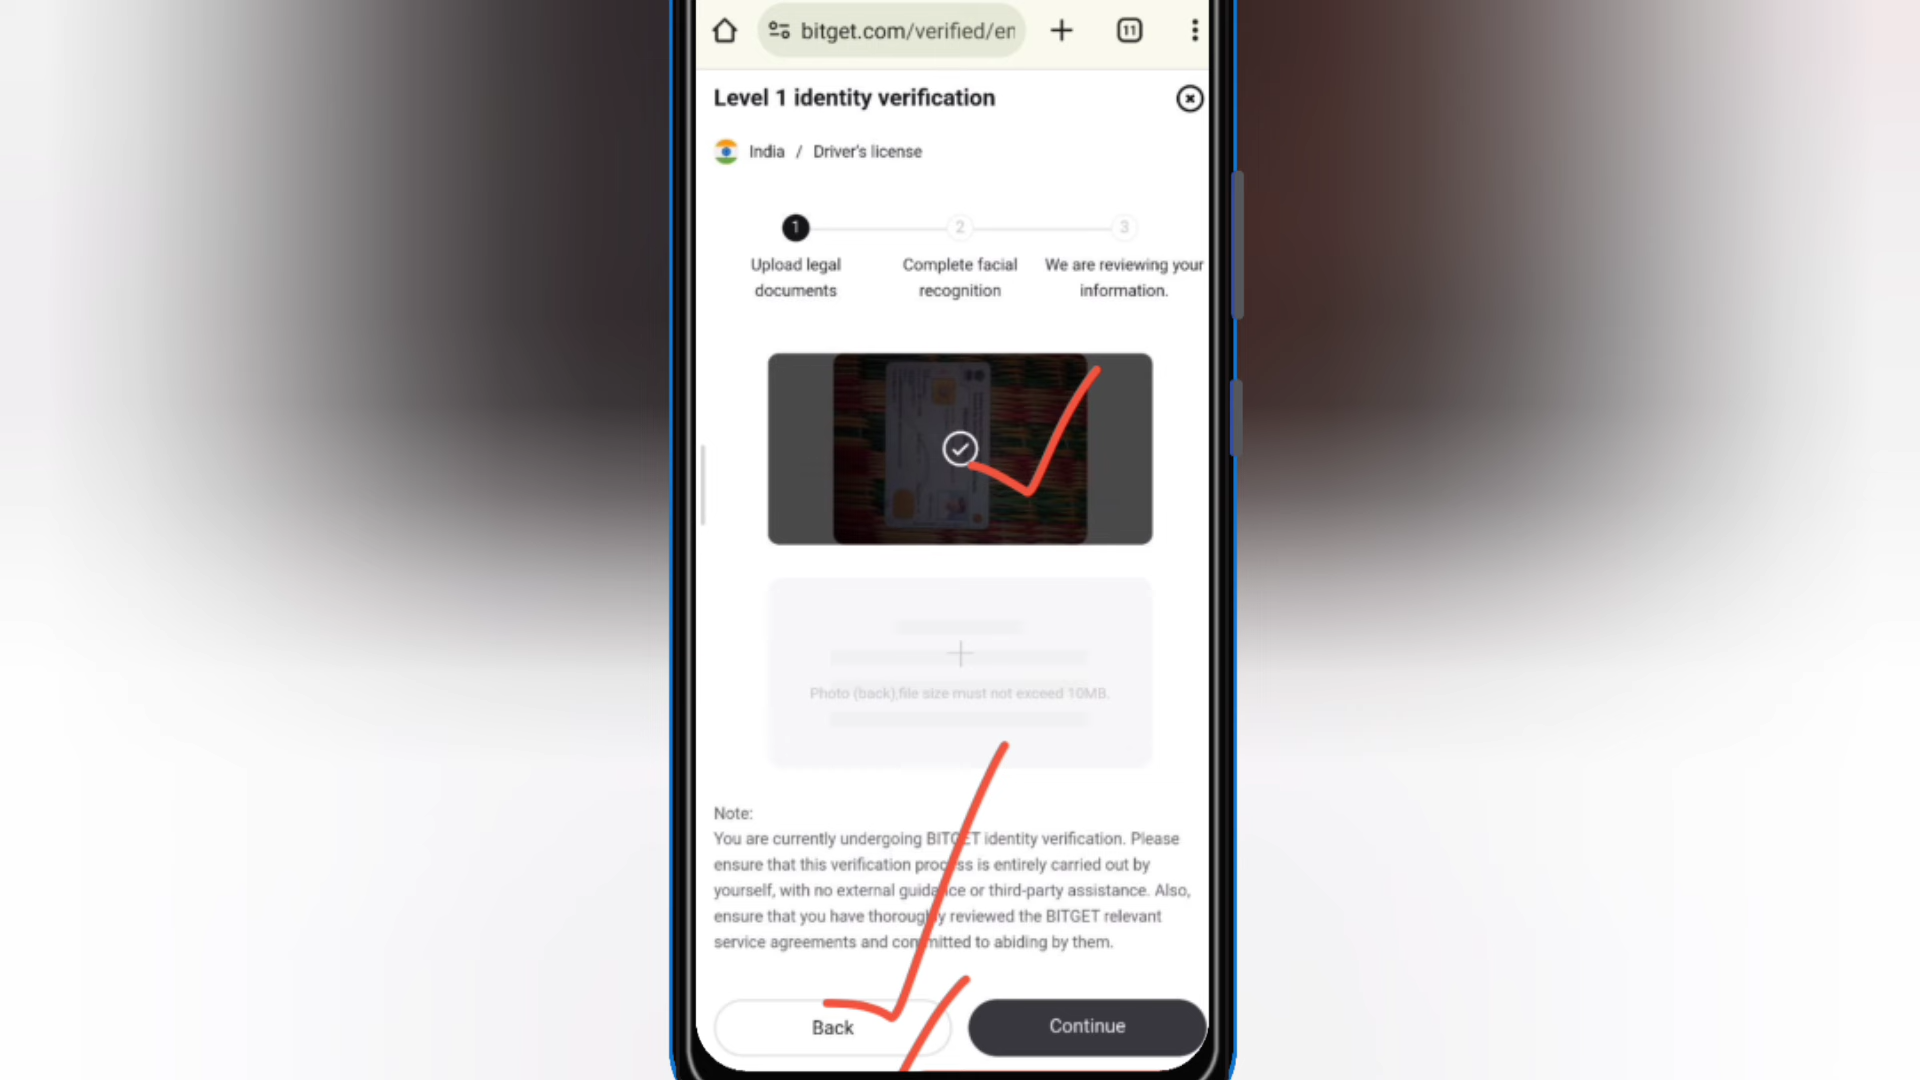 11
bitget.com/verified/en
Level 1 identity verification
India / Driver's license
1
2
3
Upload legal
documents
Complete facial
recognition
We are reviewing your
information.
Photo (back),file size must not exceed 10MB.
Note:
You are currently undergoing BITGET identity verification. Please
ensure that this verification process is entirely carried out by
yourself, with no external guidance or third-party assistance. Also,
ensure that you have thoroughly reviewed the BITGET relevant
service agreements and committed to abiding by them.
Back
Continue